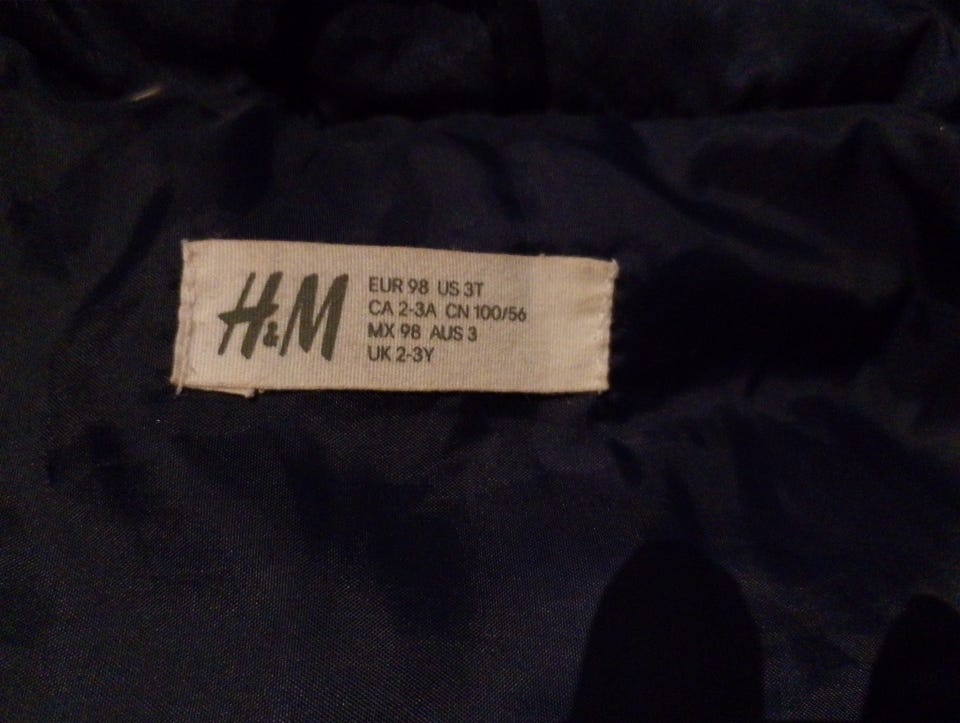 H&M
EUR 98 US 3T
CA 2-3A CN 100/56
MX 98 AUS 3
UK 2-3Y